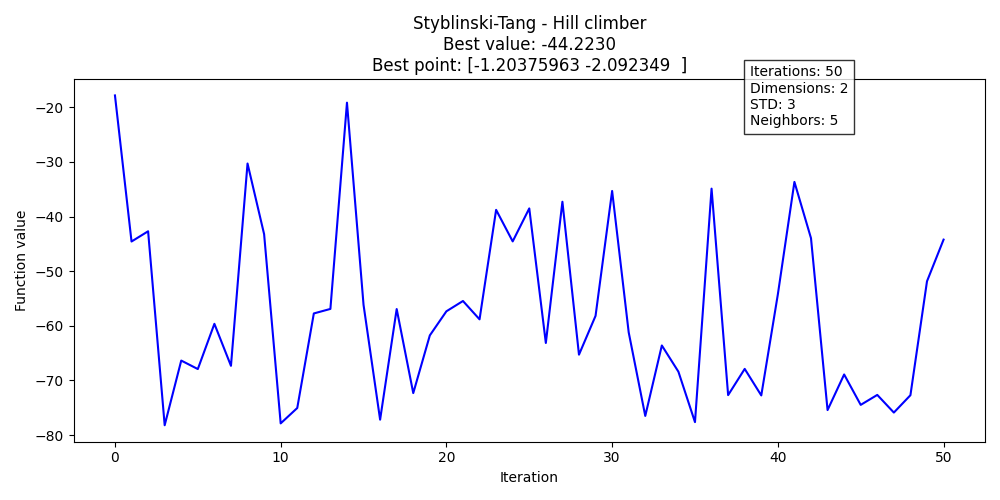 Styblinski-Tang - Hill climber
Best value: -44.2230
Best point: [-1.20375963 -2.092349  ]
Iterations: 50
Dimensions: 2
STD: 3
Neighbors: 5
Function value
−20
−30
−40
−50
−60
−70
−80
0
10
20
30
40
50
Iteration